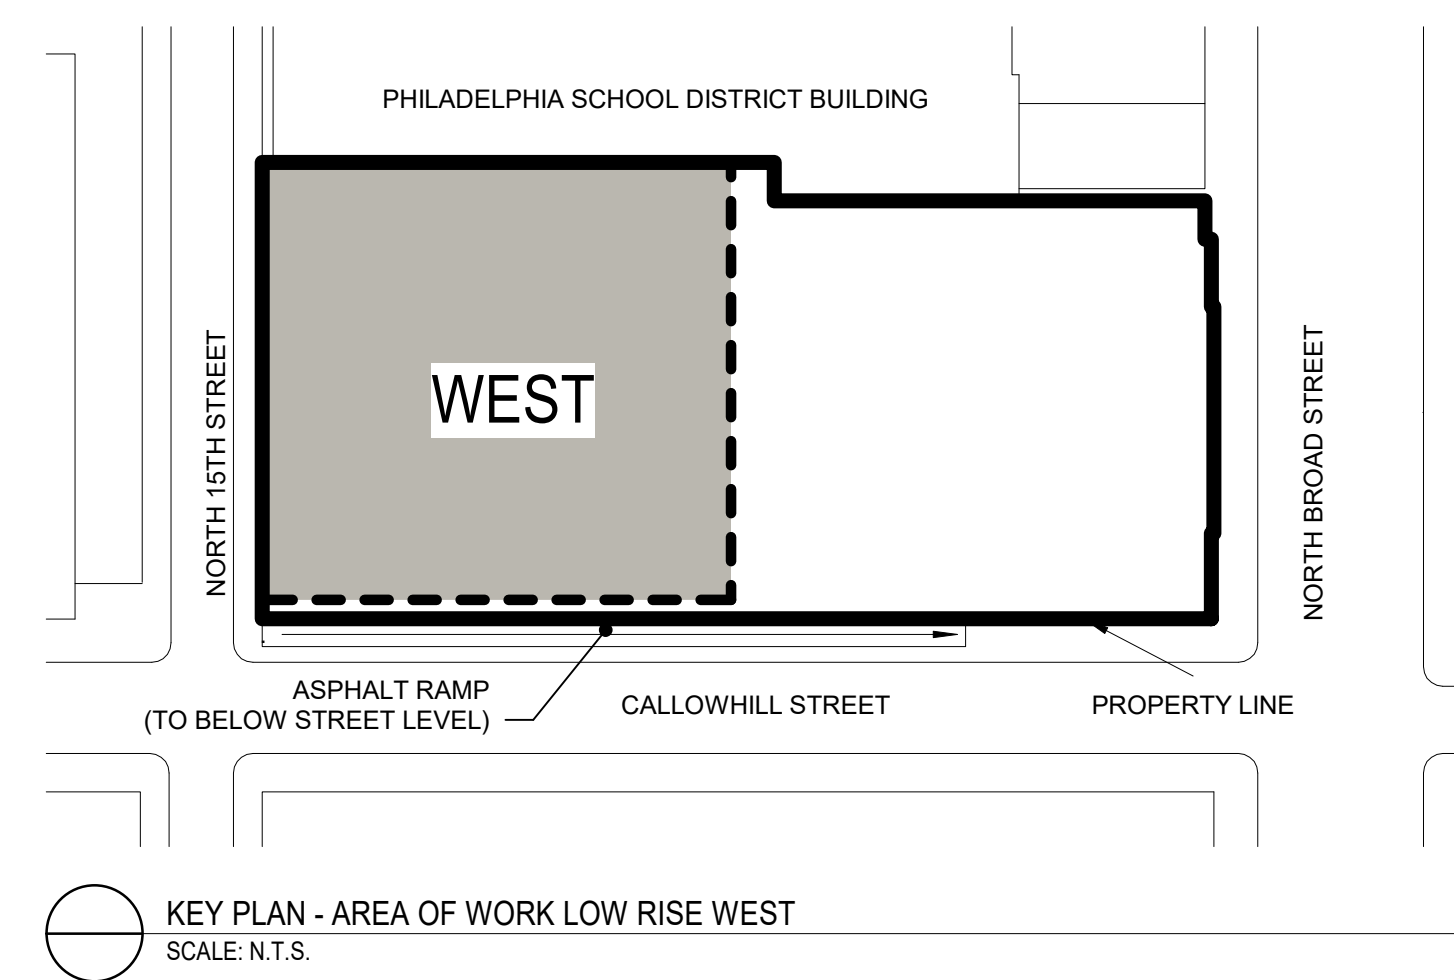 PHILADELPHIA SCHOOL DISTRICT BUILDING
WEST
NORTH 15TH STREET
NORTH BROAD STREET
ASPHALT RAMP
(TO BELOW STREET LEVEL)
CALLOWHILL STREET
PROPERTY LINE
KEY PLAN - AREA OF WORK LOW RISE WEST
SCALE: N.T.S.